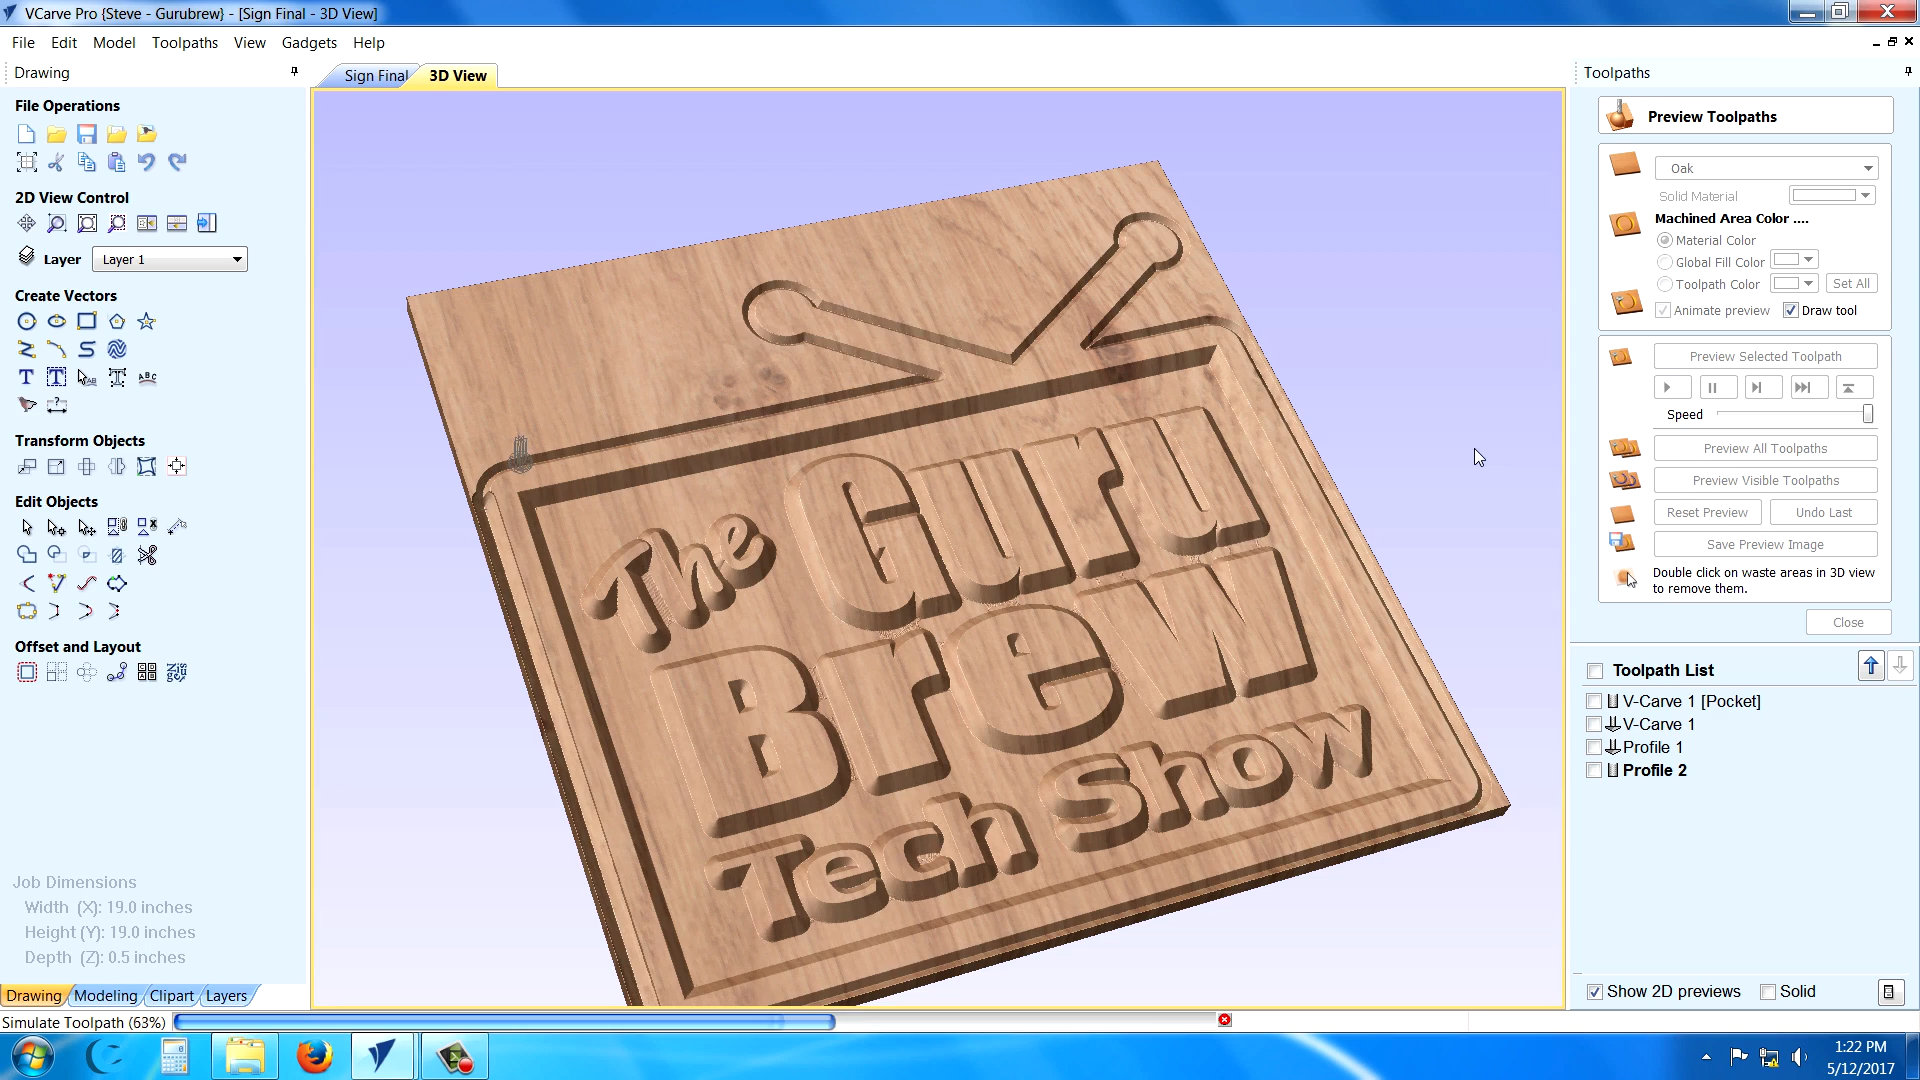 VCarve Pro {Steve - Gurubrew} - [Sign Final - 3D View]
File Edit Model Toolpaths View Gadgets Help
Drawing
File Operations
2D View Control
Layer Layer 1
Create Vectors
Transform Objects
Edit Objects
Offset and Layout
Job Dimensions
Width (X): 19.0 inches
Height (Y): 19.0 inches
Depth (Z): 0.5 inches
Drawing Modeling Clipart Layers
Simulate Toolpath (63%)
Sign Final 3D View
The Guru
Brew
Tech Show
Toolpaths
Preview Toolpaths
Oak
Solid Material
Machined Area Color ....
Material Color
Global Fill Color
Toolpath Color Set All
Animate preview Draw tool
Preview Selected Toolpath
Speed
Preview All Toolpaths
Preview Visible Toolpaths
Reset Preview Undo Last
Save Preview Image
Double click on waste areas in 3D view
to remove them.
Close
Toolpath List
V-Carve 1 [Pocket]
V-Carve 1
Profile 1
Profile 2
Show 2D previews Solid
1:22 PM
5/12/2017